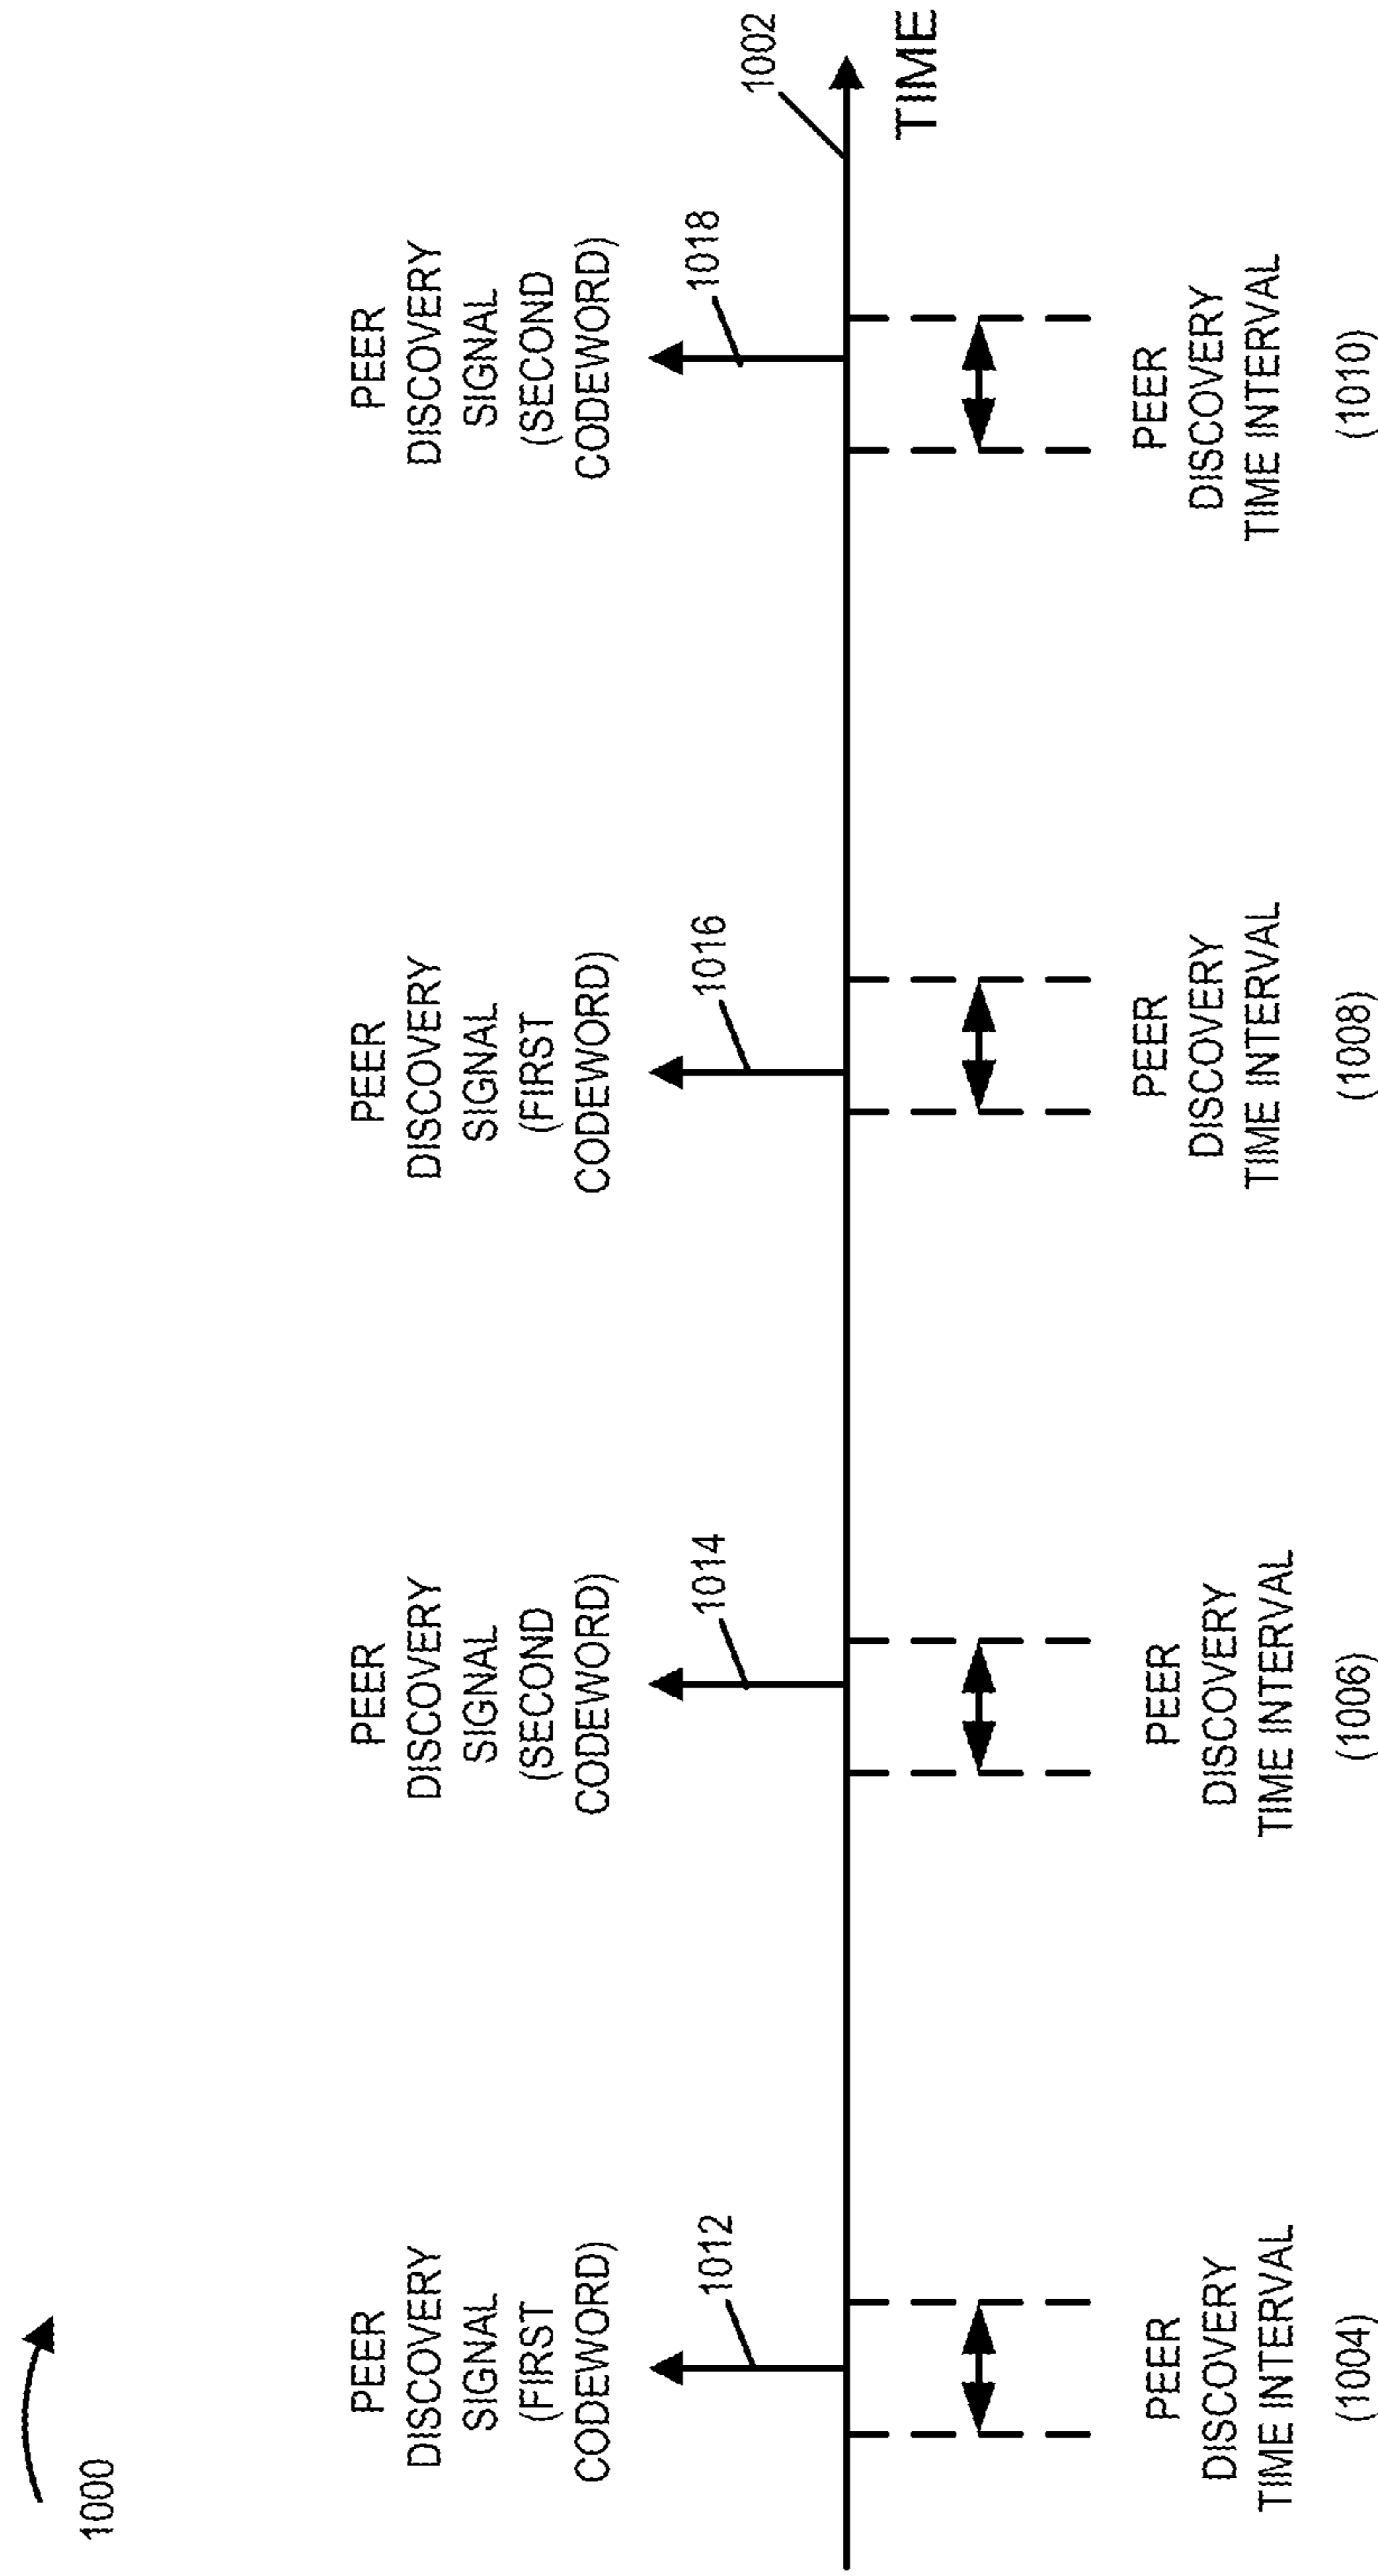 1000
PEER
DISCOVERY
SIGNAL
(FIRST
CODEWORD)
1012
PEER
DISCOVERY
SIGNAL
(SECOND
CODEWORD)
1014
PEER
DISCOVERY
SIGNAL
(FIRST
CODEWORD)
1016
PEER
DISCOVERY
SIGNAL
(SECOND
CODEWORD)
1018
1002
TIME
PEER
DISCOVERY
TIME INTERVAL
(1004)
PEER
DISCOVERY
TIME INTERVAL
(1006)
PEER
DISCOVERY
TIME INTERVAL
(1008)
PEER
DISCOVERY
TIME INTERVAL
(1010)